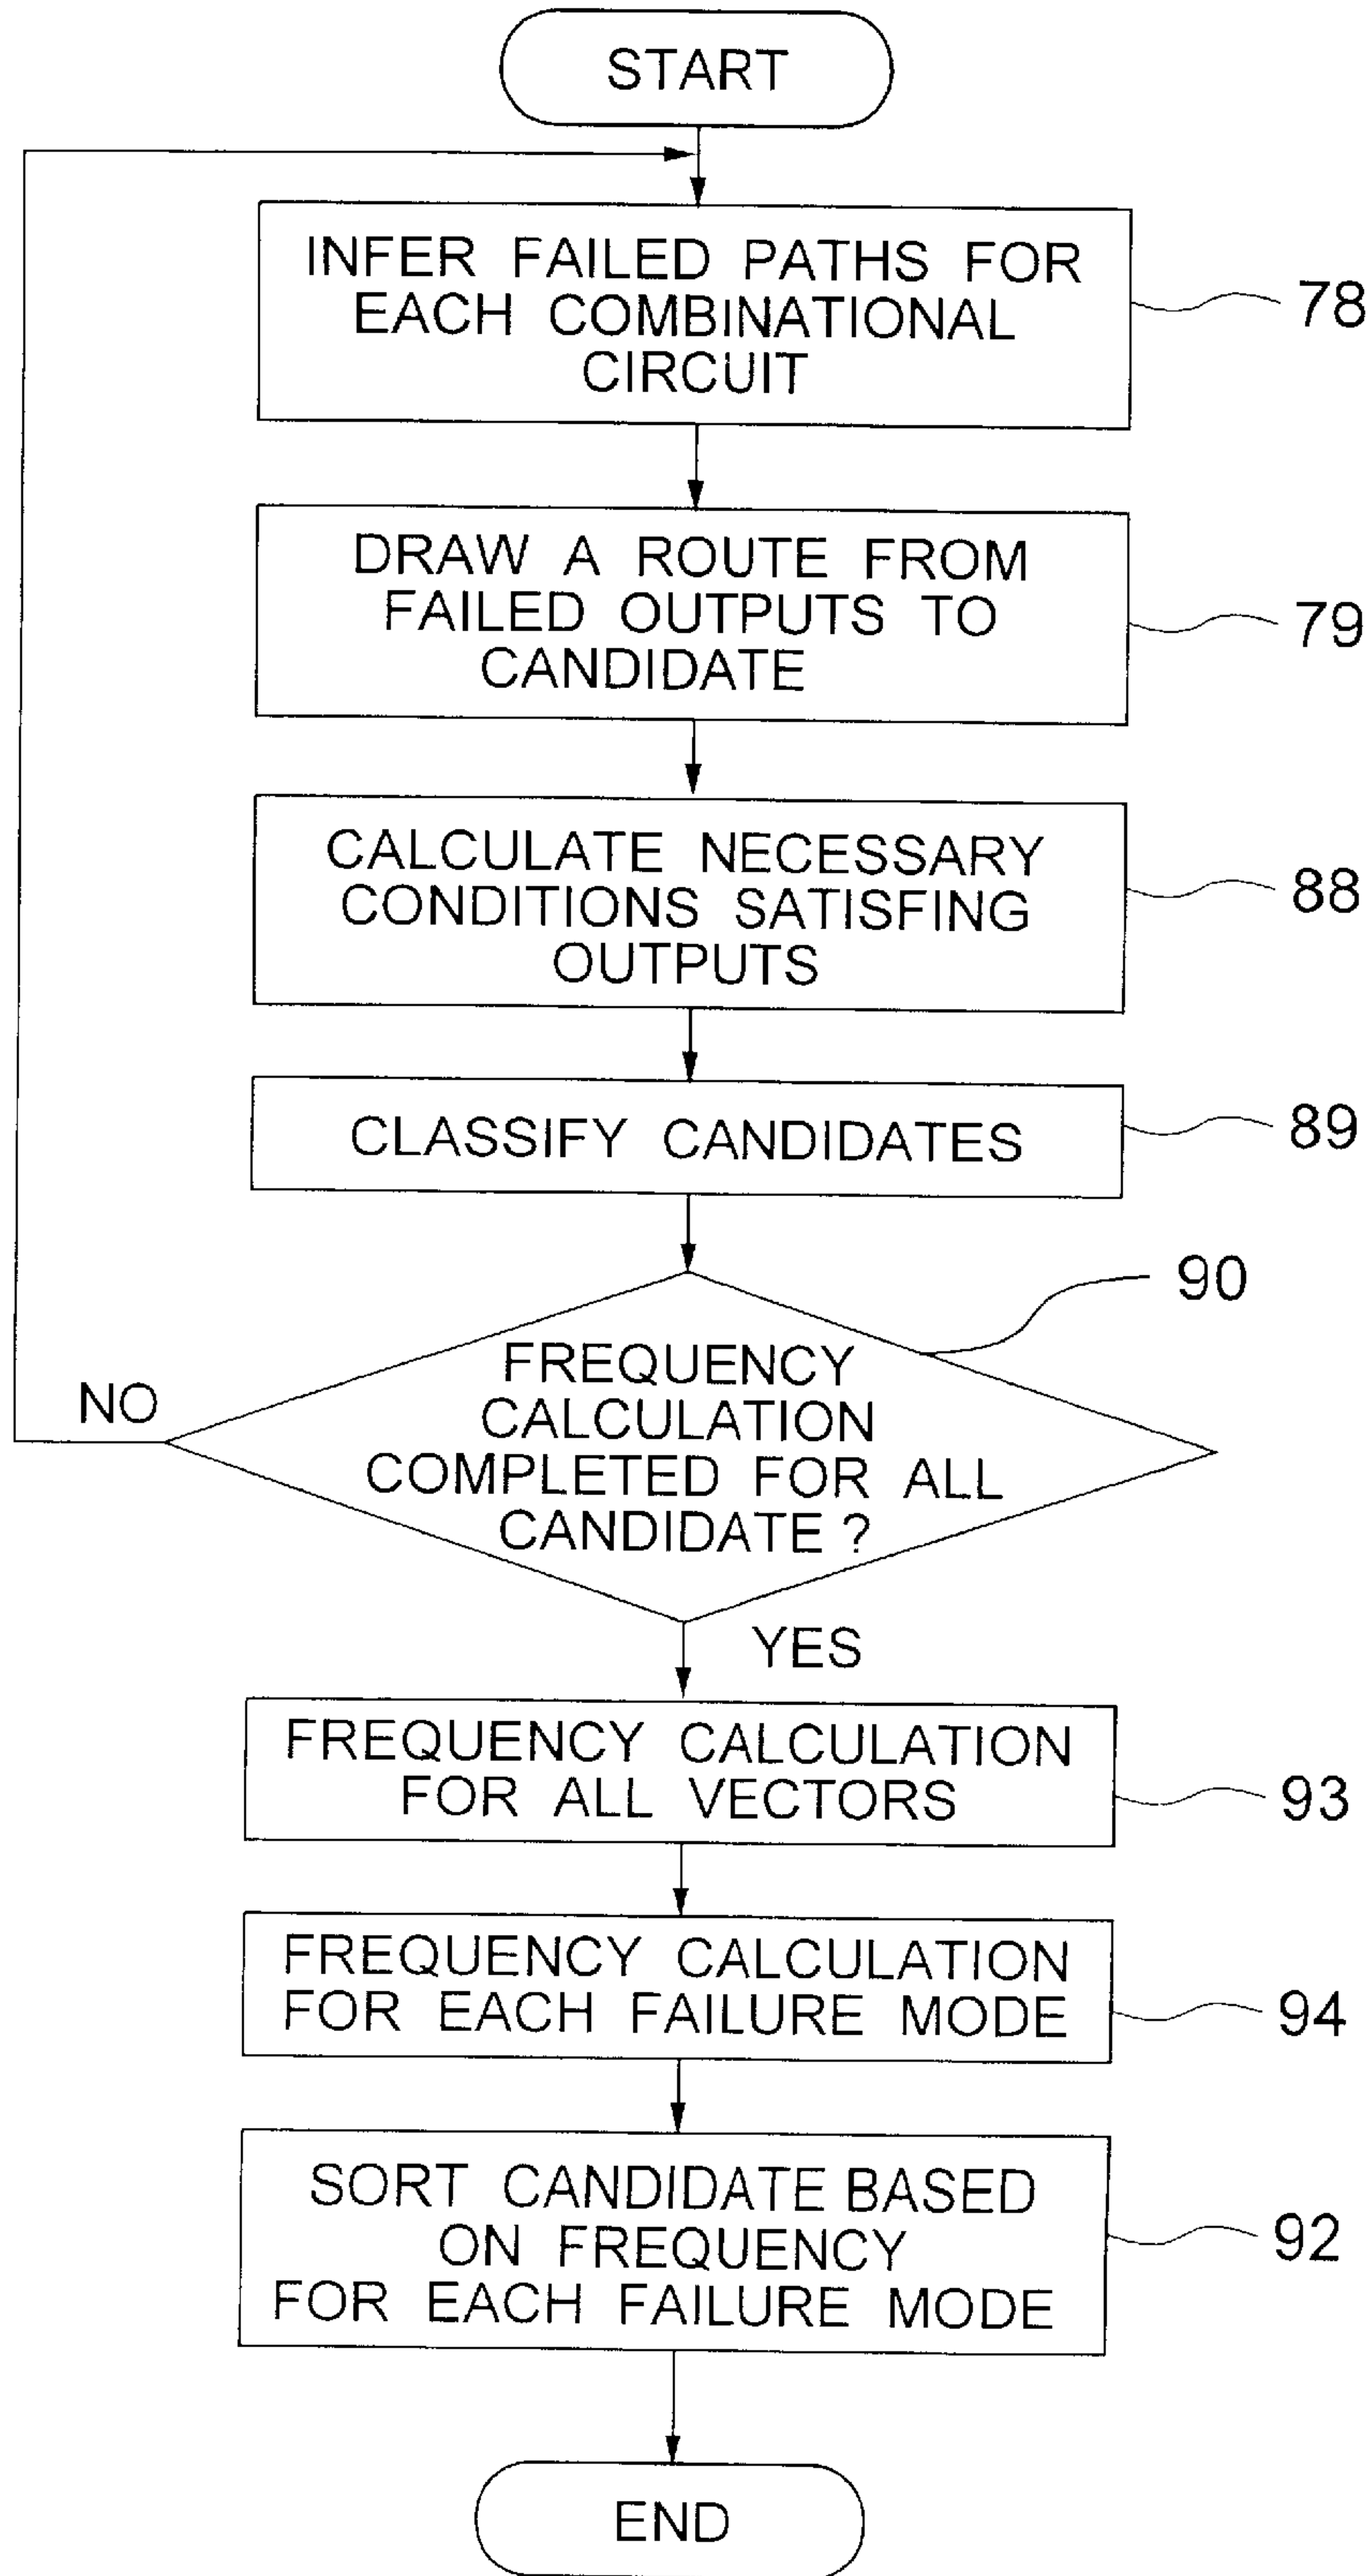 START
INFER FAILED PATHS FOR
EACH COMBINATIONAL
CIRCUIT
78
DRAW A ROUTE FROM
FAILED OUTPUTS TO
CANDIDATE
79
CALCULATE NECESSARY
CONDITIONS SATISFING
OUTPUTS
88
CLASSIFY CANDIDATES
89
90
FREQUENCY
CALCULATION
COMPLETED FOR ALL
CANDIDATE ?
NO
YES
FREQUENCY CALCULATION
FOR ALL VECTORS
93
FREQUENCY CALCULATION
FOR EACH FAILURE MODE
94
SORT CANDIDATE BASED
ON FREQUENCY
FOR EACH FAILURE MODE
92
END